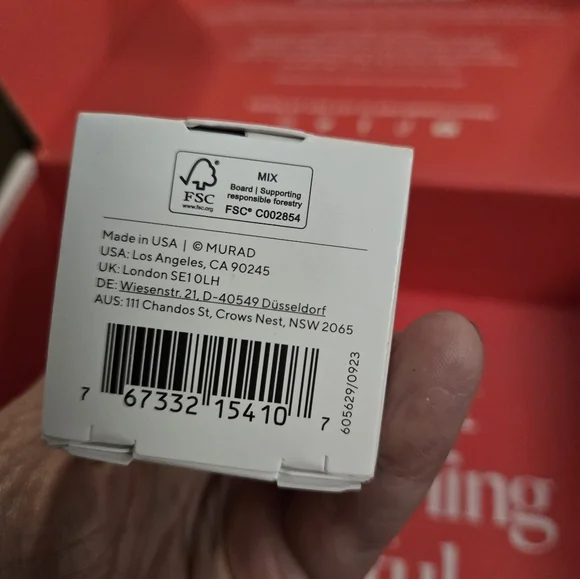 FSC
www.fsc.org
MIX
Board | Supporting
responsible forestry
FSC® C002854
Made in USA | © MURAD
USA: Los Angeles, CA 90245
UK: London SE1 0LH
DE: Wiesenstr. 21, D-40549 Düsseldorf
AUS: 111 Chandos St, Crows Nest, NSW 2065
7 67332 15410 7
605629/0923